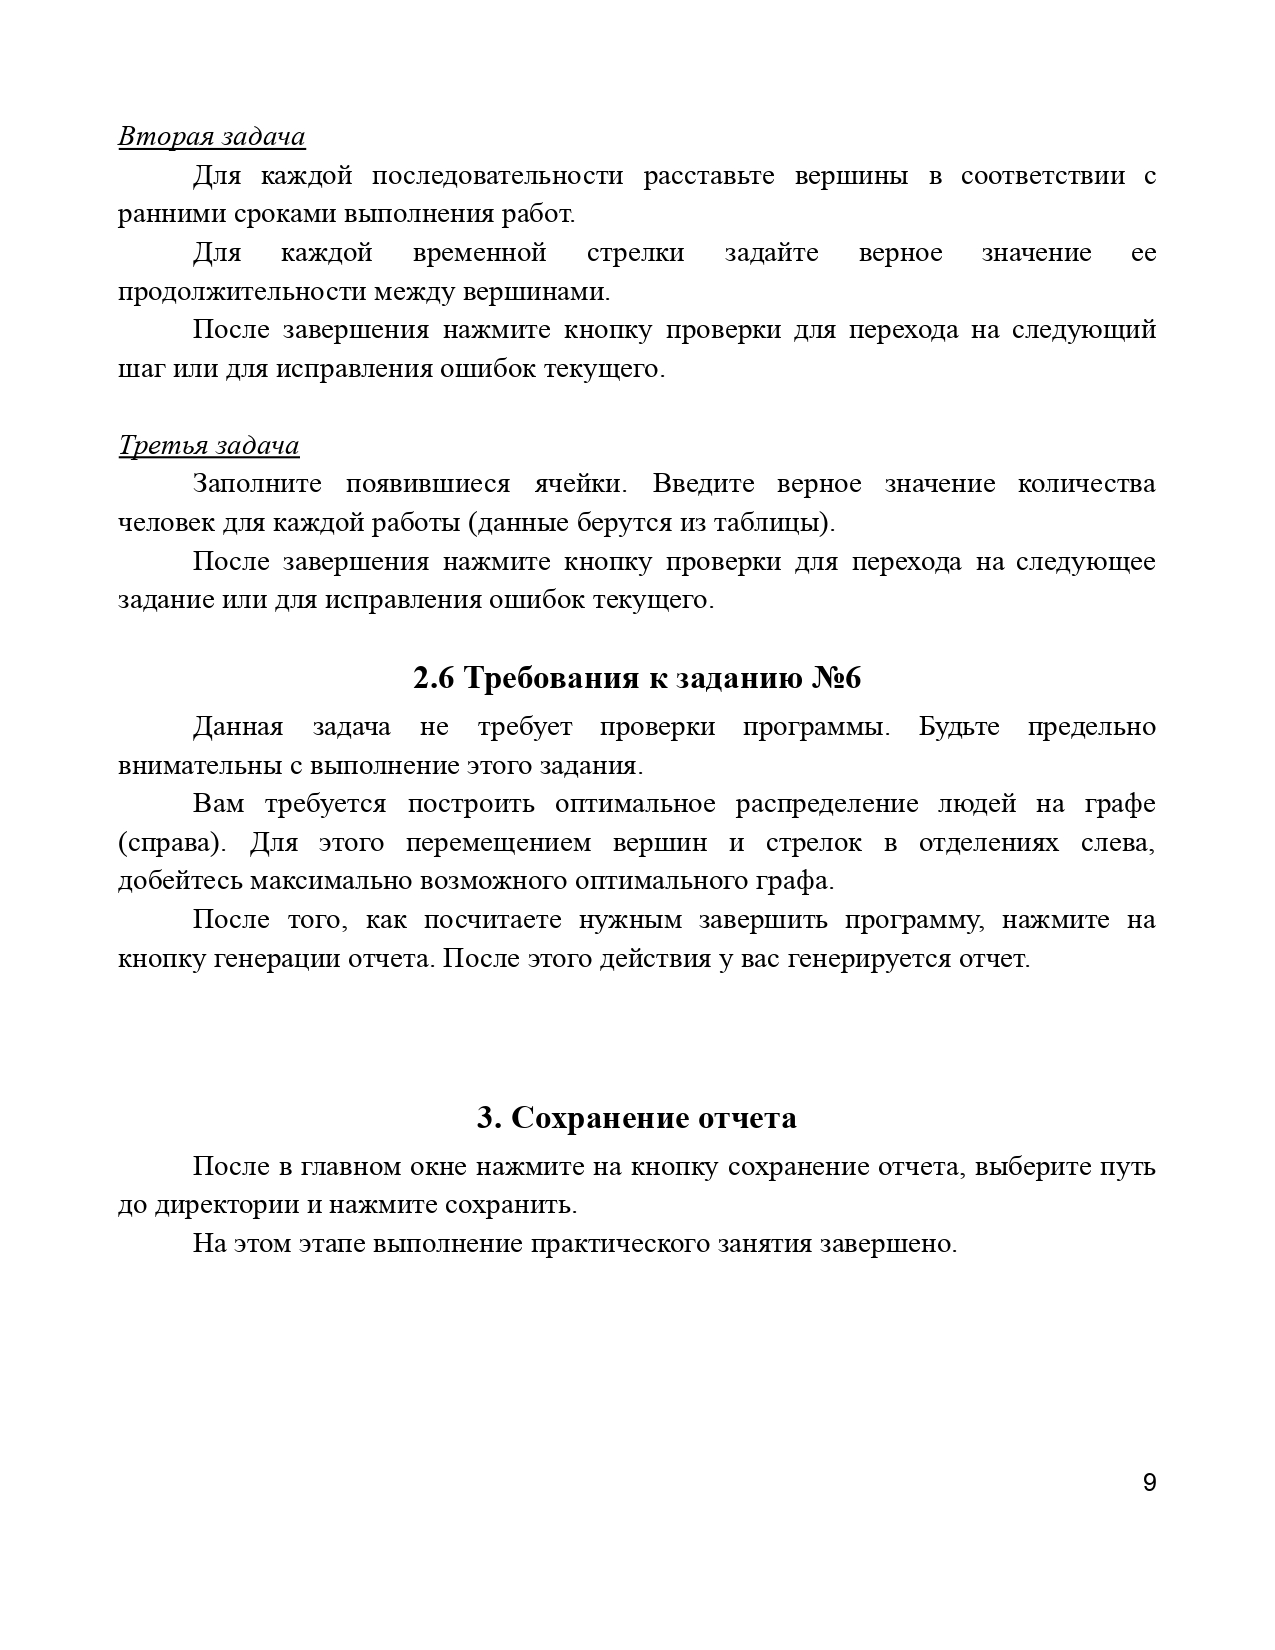 Вторая задача
Для каждой последовательности расставьте вершины в соответствии с
ранними сроками выполнения работ.
Для каждой временной стрелки задайте верное значение ее
продолжительности между вершинами.
После завершения нажмите кнопку проверки для перехода на следующий
шаг или для исправления ошибок текущего.
Третья задача
Заполните появившиеся ячейки. Введите верное значение количества
человек для каждой работы (данные берутся из таблицы).
После завершения нажмите кнопку проверки для перехода на следующее
задание или для исправления ошибок текущего.
2.6 Требования к заданию №6
Данная задача не требует проверки программы. Будьте предельно
внимательны с выполнение этого задания.
Вам требуется построить оптимальное распределение людей на графе
(справа). Для этого перемещением вершин и стрелок в отделениях слева,
добейтесь максимально возможного оптимального графа.
После того, как посчитаете нужным завершить программу, нажмите на
кнопку генерации отчета. После этого действия у вас генерируется отчет.
3. Сохранение отчета
После в главном окне нажмите на кнопку сохранение отчета, выберите путь
до директории и нажмите сохранить.
На этом этапе выполнение практического занятия завершено.
9